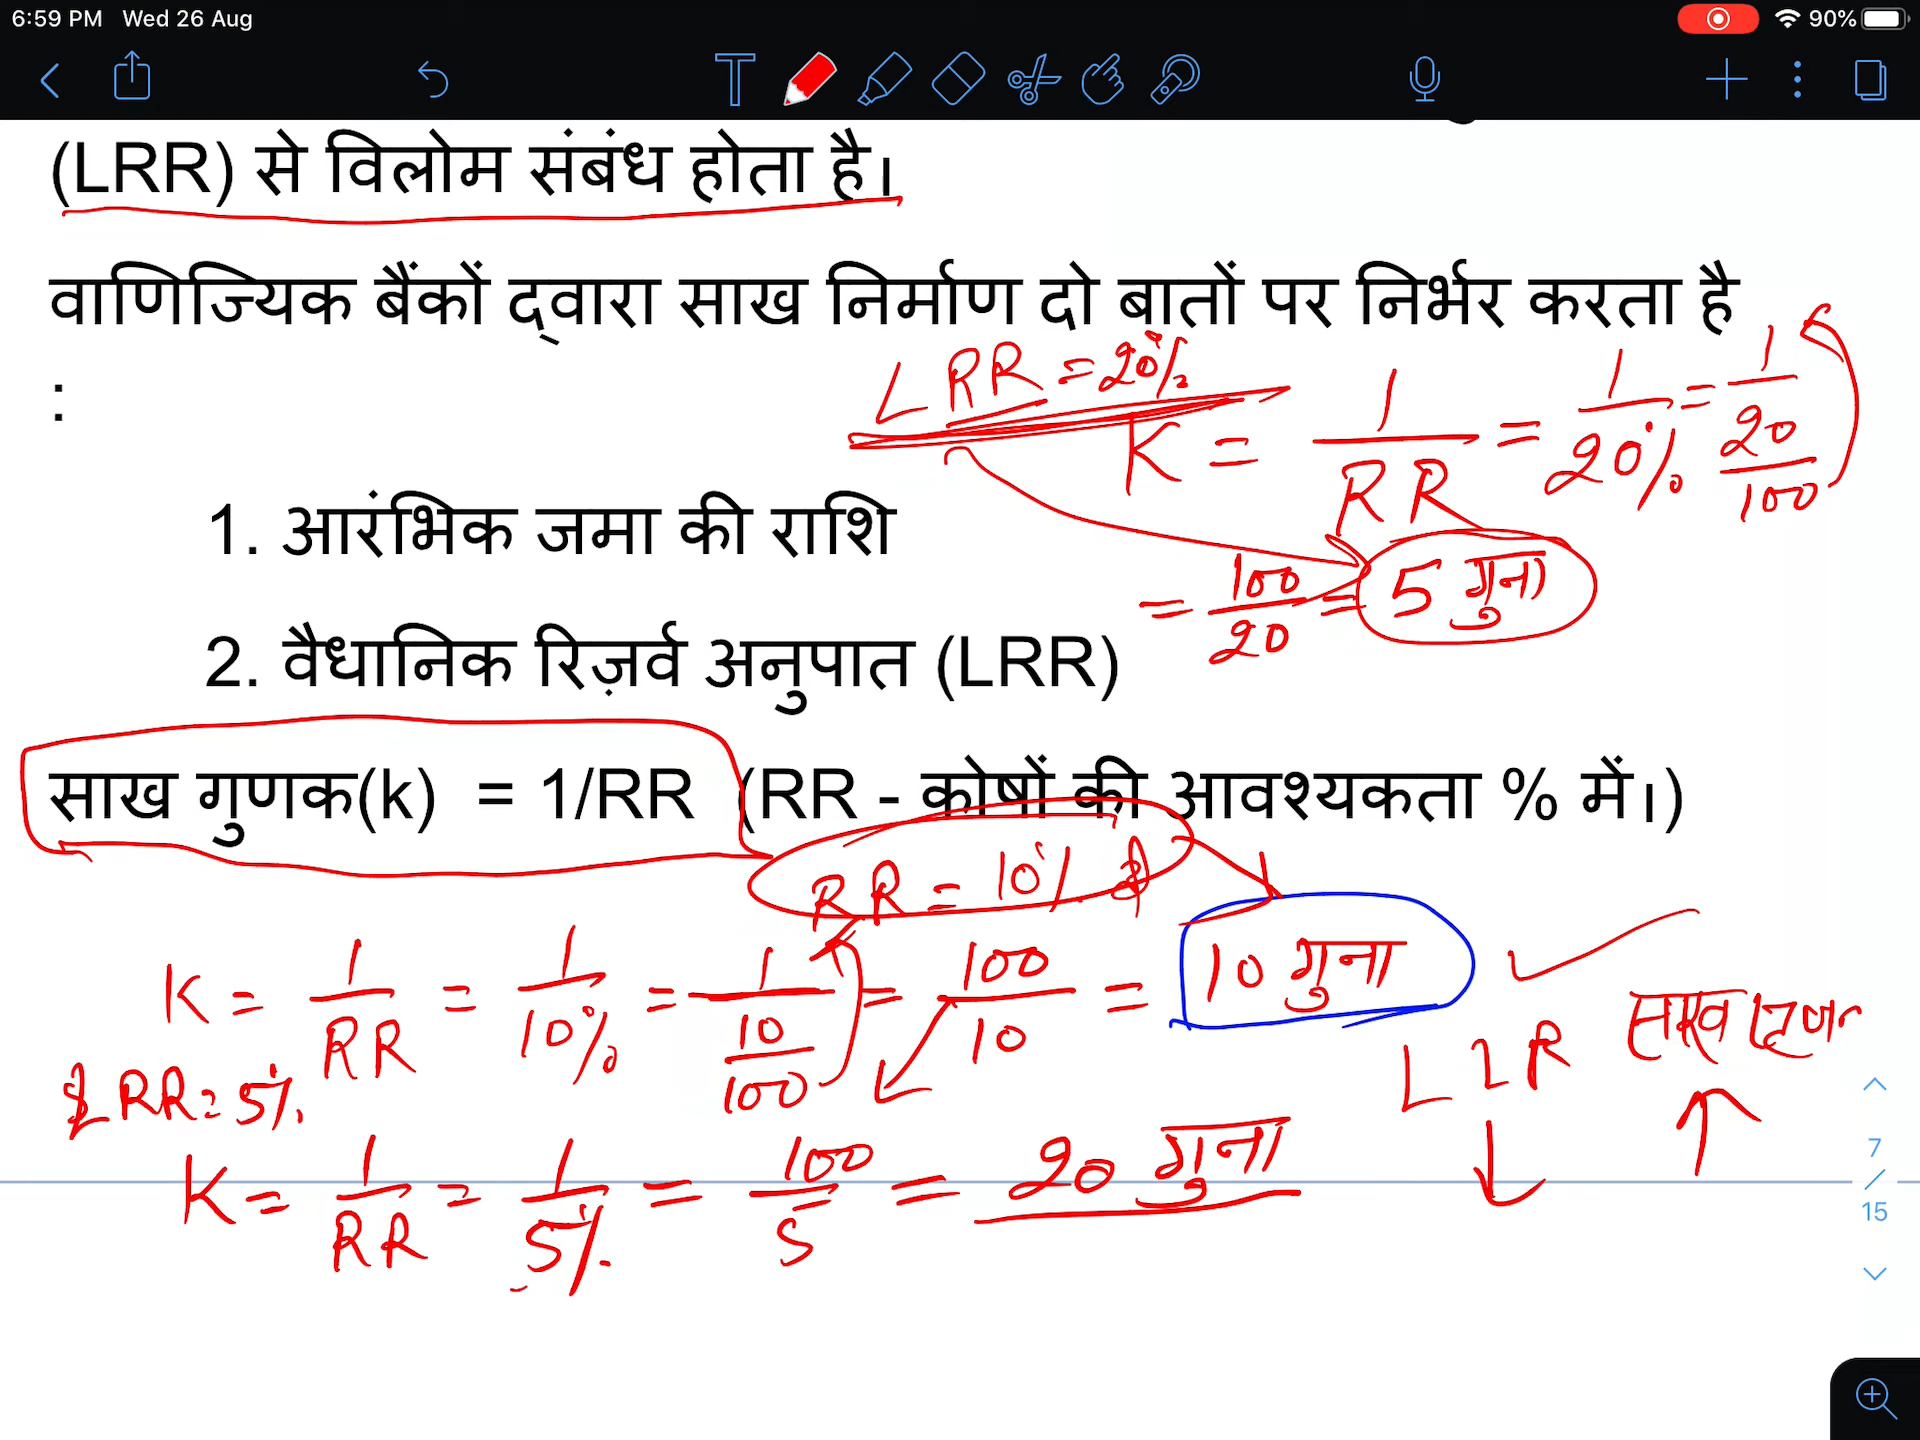 6:59 PM Wed 26 Aug 90%
(LRR) से विलोम संबंध होता है।
वाणिज्यिक बैंकों द्वारा साख निर्माण दो बातों पर निर्भर करता है
:
LRR = 20%
K = 1/RR = 1/20% = 1/20/100
1. आरंभिक जमा की राशि
= 100/20 = 5 गुना
2. वैधानिक रिज़र्व अनुपात (LRR)
साख गुणक(k) = 1/RR (RR - कोषों की आवश्यकता % में।)
RR = 10%
K = 1/RR = 1/10% = 1/10/100 = 100/10 = 10 गुना
LRR = 5%
साख
K = 1/RR = 1/5% = 100/5 = 20 गुना
7
/
15